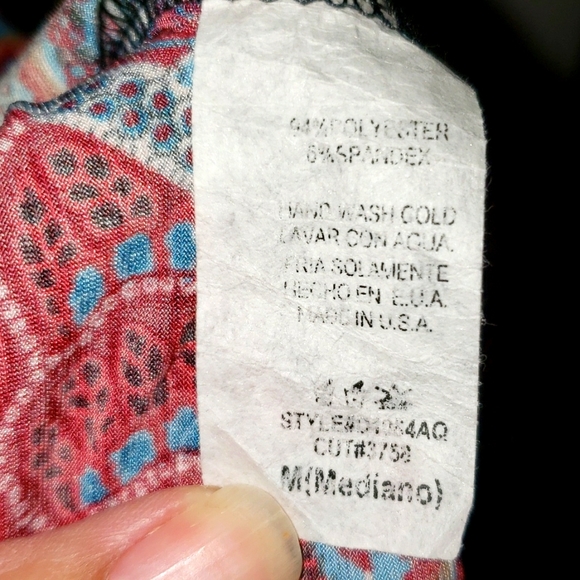 94%POLYESTER
6%SPANDEX
HAND WASH COLD
LAVAR CON AGUA.
FRIA SOLAMENTE
HECHO EN E.U.A.
MADE IN U.S.A.
CUT#3758
M(Mediano)